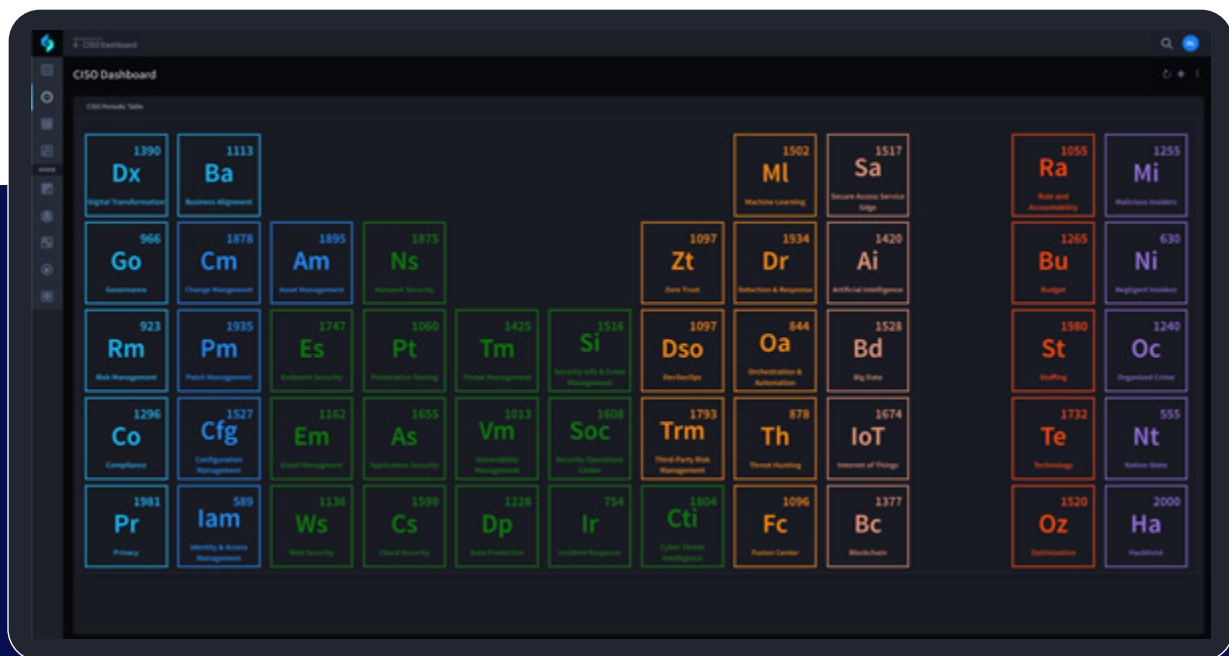 4 - CISO Dashboard
CISO Dashboard
CISO Periodic Table
1390
Dx
Digital Transformation
1113
Ba
Business Alignment
1502
Ml
Machine Learning
1517
Sa
Secure Access Service
Edge
1055
Ra
Role and
Accountability
1255
Mi
Malicious Insiders
966
Go
Governance
1878
Cm
Change Mangement
1895
Am
Asset Management
1875
Ns
Network Security
1097
Zt
Zero Trust
1934
Dr
Detection & Response
1420
Ai
Artificial Intelligence
1265
Bu
Budget
630
Ni
Negligent Insiders
923
Rm
Risk Management
1935
Pm
Patch Management
1747
Es
Endpoint Security
1060
Pt
Penetration Testing
1425
Tm
Threat Management
1516
Si
Security Info & Event
Management
1097
Dso
DevSecOps
844
Oa
Orchestration &
Automation
1528
Bd
Big Data
1980
St
Staffing
1240
Oc
Organized Crime
1296
Co
Compliance
1527
Cfg
Configuration
Management
1162
Em
Email Managment
1655
As
Application Security
1013
Vm
Vulnerability
Management
1608
Soc
Security Operations
Center
1793
Trm
Third-Party Risk
Management
878
Th
Threat Hunting
1674
IoT
Internet of Things
1732
Te
Technology
555
Nt
Nation State
1981
Pr
Privacy
589
Iam
Identity & Access
Management
1136
Ws
Web Security
1599
Cs
Cloud Security
1228
Dp
Data Protection
754
Ir
Incident Response
1804
Cti
Cyber Threat
Intelligence
1096
Fc
Fusion Center
1377
Bc
Blockchain
1520
Oz
Optimization
2000
Ha
Hacktivist